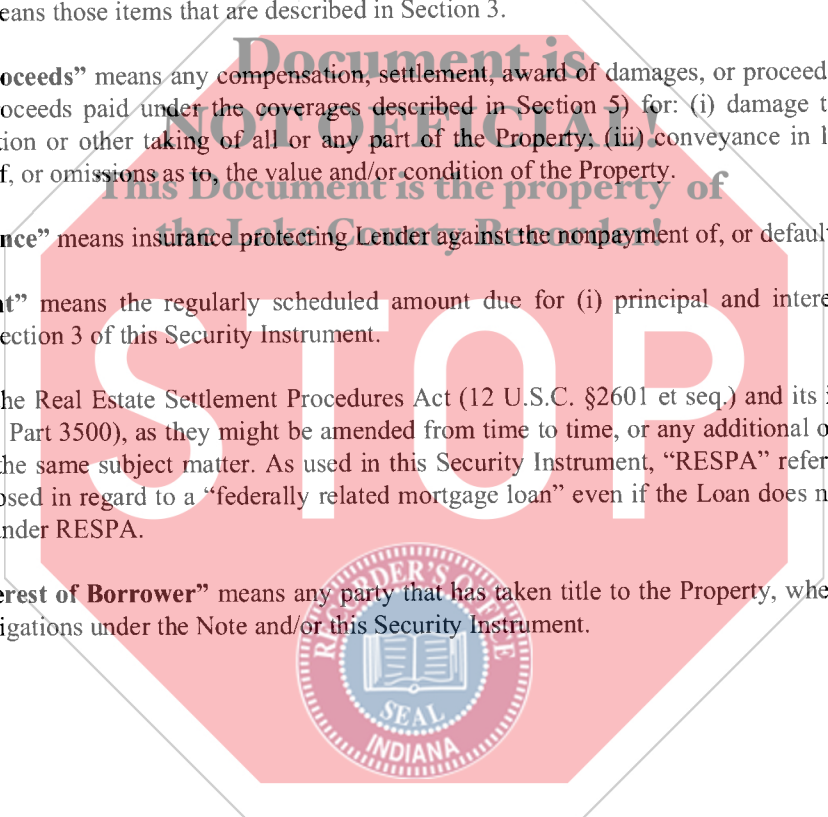 eans those items that are described in Section 3.
Document is
oceeds” means any compensation, settlement, award of damages, or proceed
oceeds paid under the coverages described in Section 5) for: (i) damage t
NOT OFFICIAL!
tion or other taking of all or any part of the Property; (iii) conveyance in
f, or omissions as to, the value and/or condition of the Property.
This Document is the property of
the Lake County Recorder!
nce” means insurance protecting Lender against the nonpayment of, or defaul
nt” means the regularly scheduled amount due for (i) principal and intere
ection 3 of this Security Instrument.
STOP
he Real Estate Settlement Procedures Act (12 U.S.C. §2601 et seq.) and its
Part 3500), as they might be amended from time to time, or any additional o
the same subject matter. As used in this Security Instrument, “RESPA” refer
osed in regard to a “federally related mortgage loan” even if the Loan does n
nder RESPA.
erest of Borrower” means any party that has taken title to the Property, whe
igations under the Note and/or this Security Instrument.
RECORDER'S OFFICE
SEAL
INDIANA